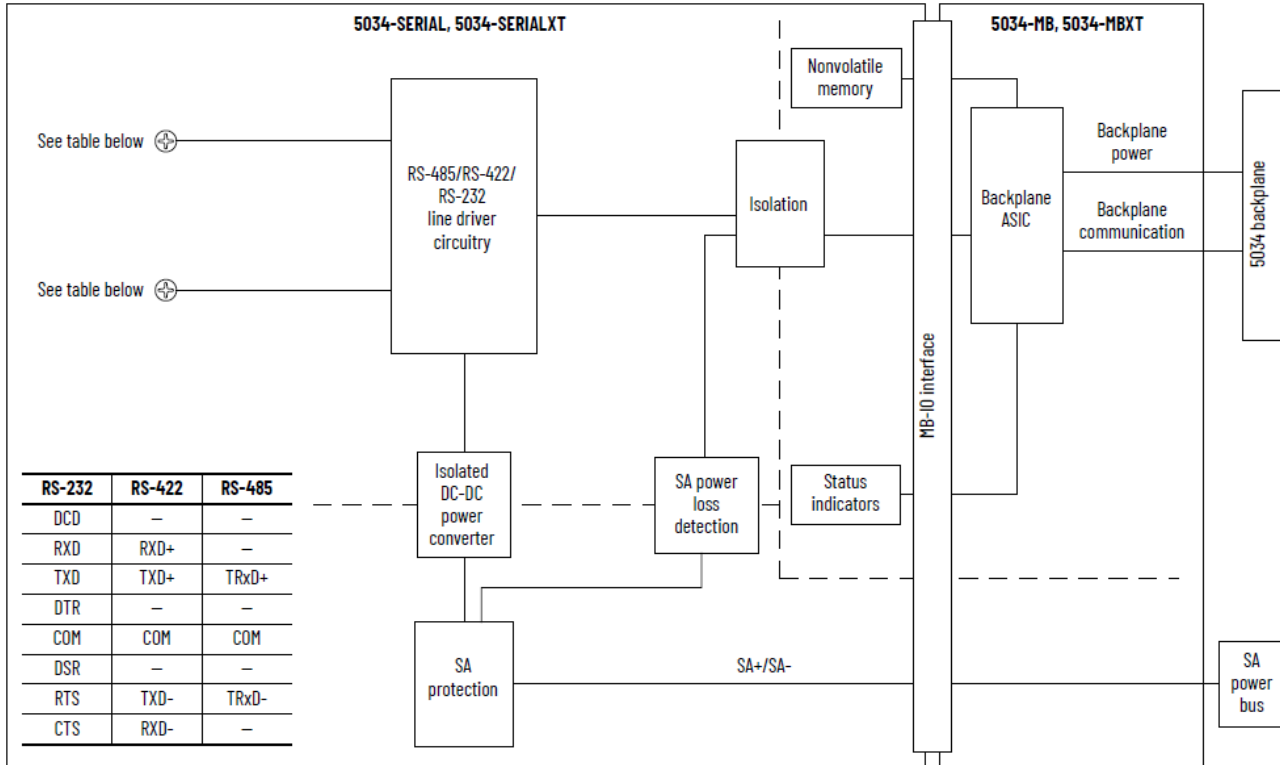 5034-SERIAL, 5034-SERIALXT
5034-MB, 5034-MBXT
Nonvolatile
memory
See table below
RS-485/RS-422/
RS-232
line driver
circuitry
Isolation
Backplane
ASIC
Backplane
power
Backplane
communication
5034 backplane
See table below
MB-IO interface
Isolated
DC-DC
power
converter
SA power
loss
detection
Status
indicators
RS-232 RS-422 RS-485
DCD – –
RXD RXD+ –
TXD TXD+ TRxD+
DTR – –
COM COM COM
DSR – –
RTS TXD- TRxD-
CTS RXD- –
SA
protection
SA+/SA-
SA
power
bus